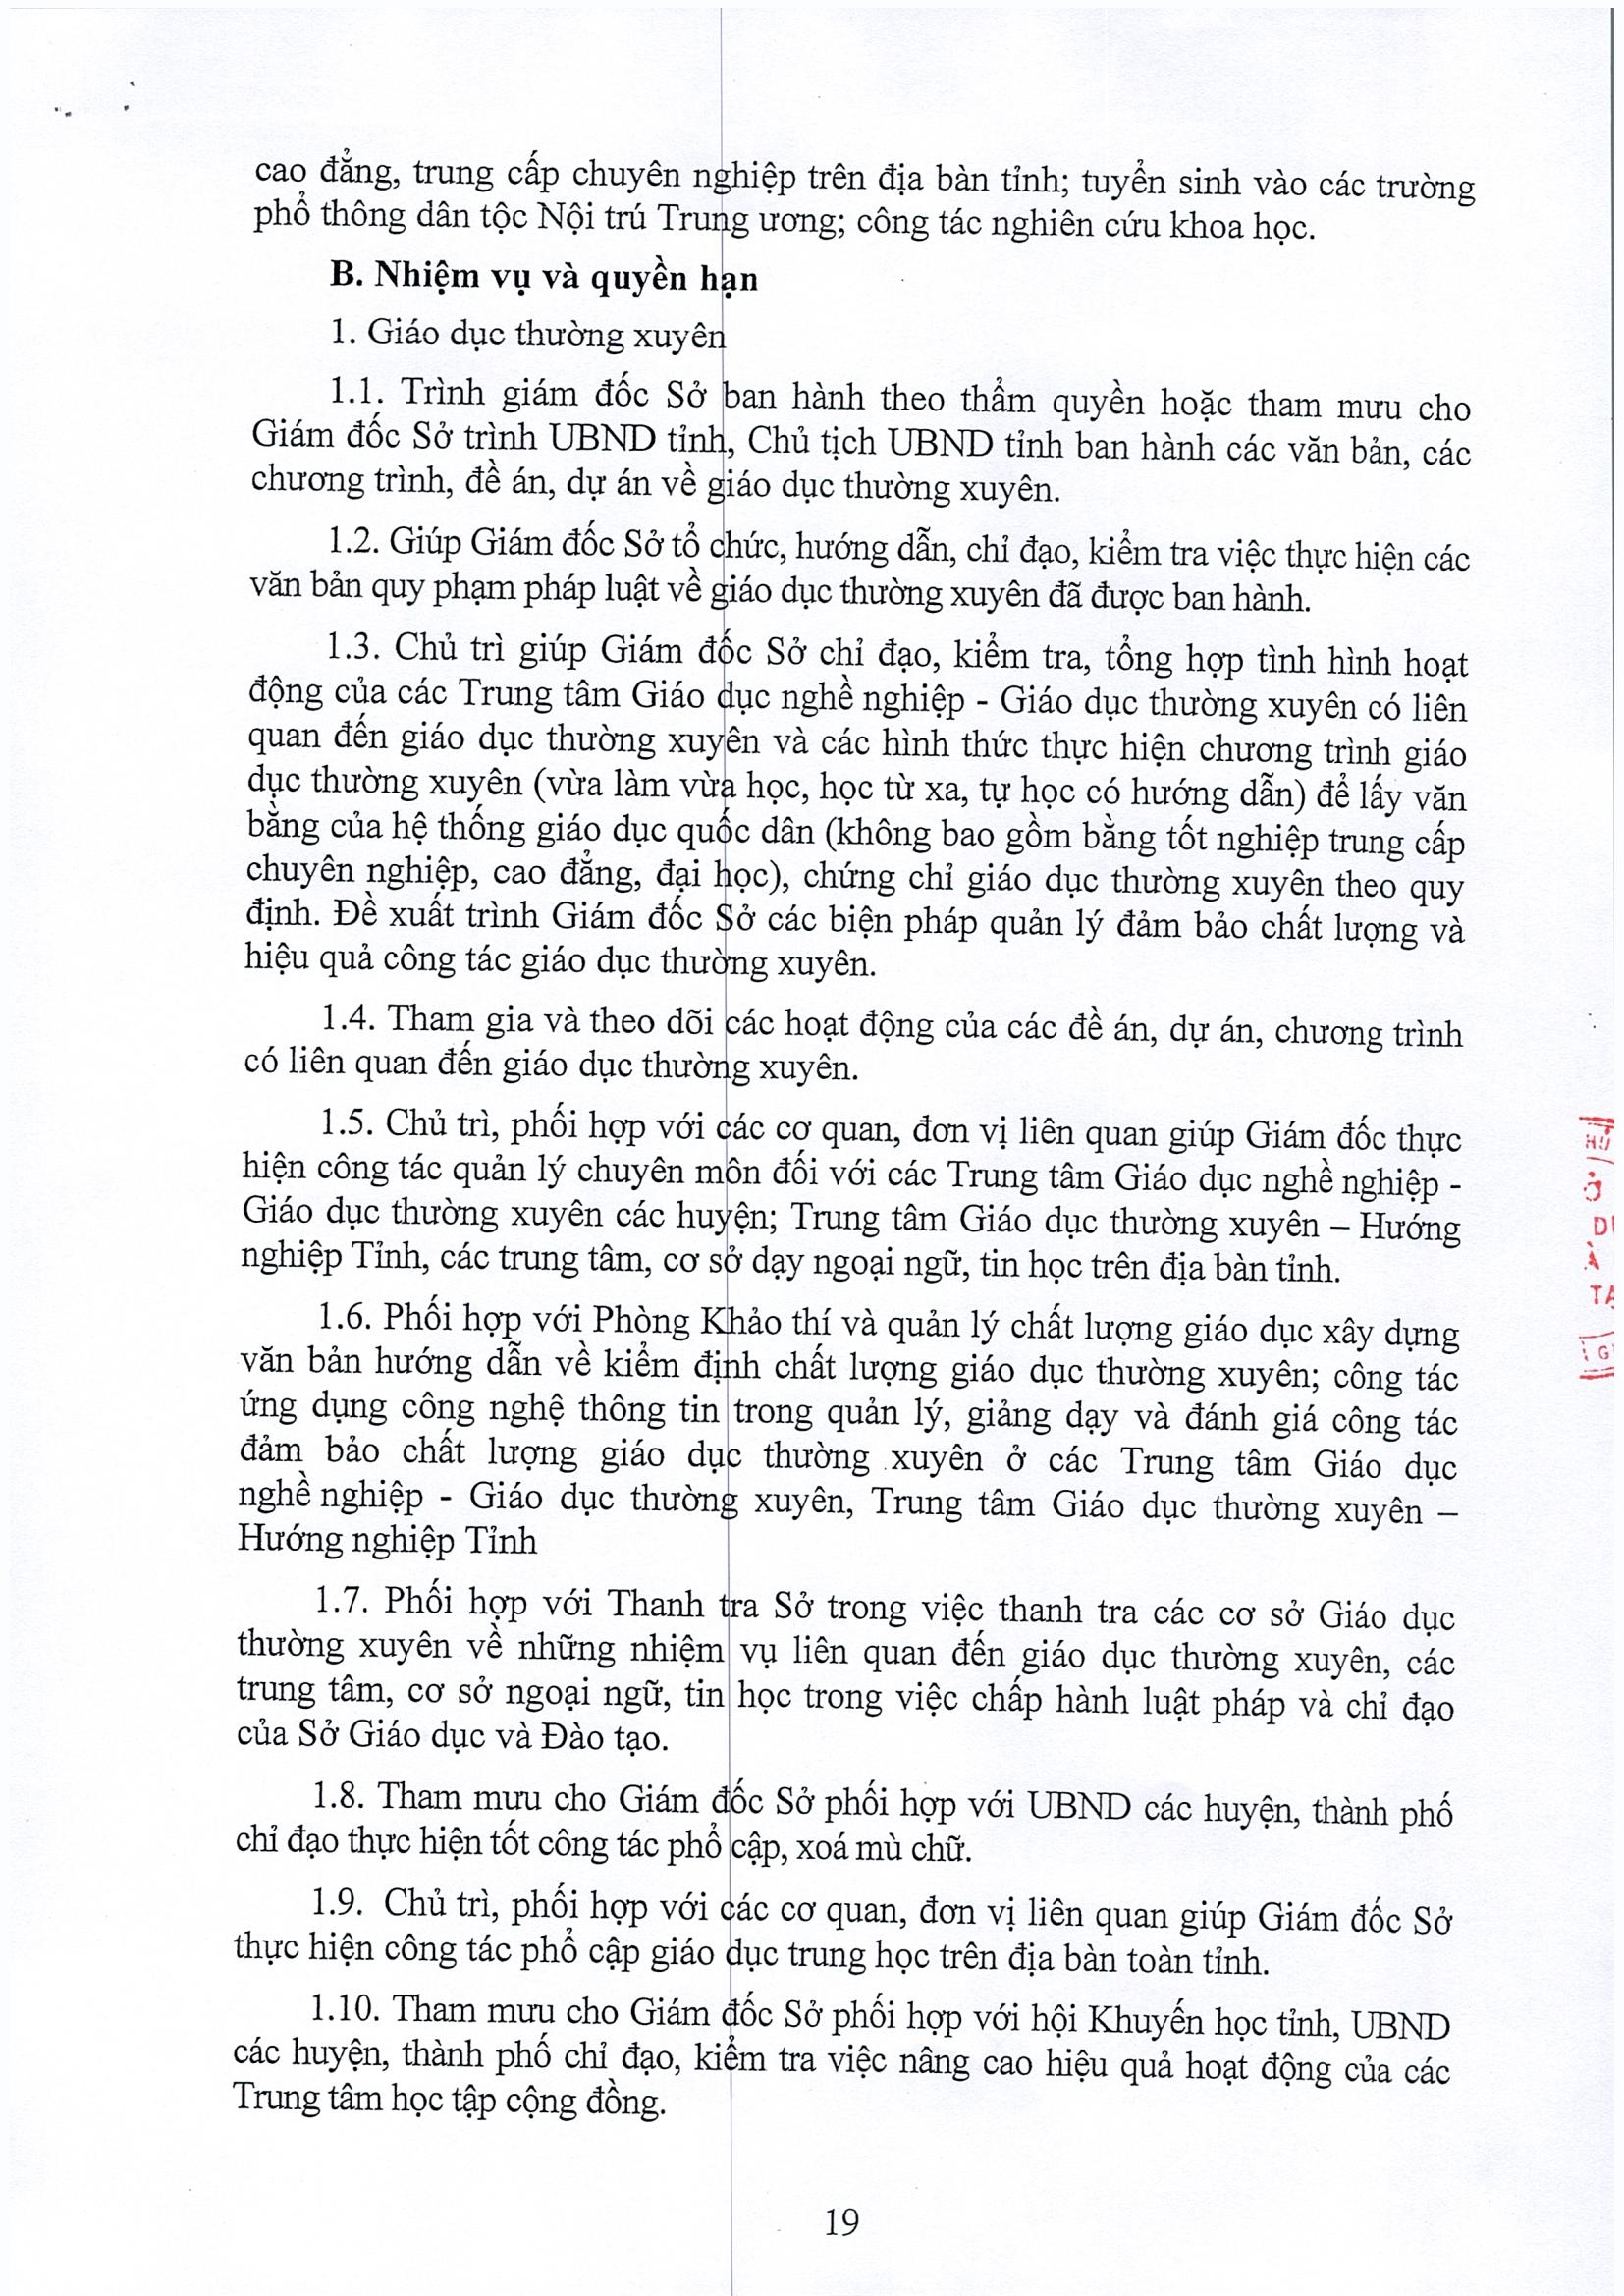 cao đẳng, trung cấp chuyên nghiệp trên địa bàn tỉnh; tuyển sinh vào các trường
phổ thông dân tộc Nội trú Trung ương; công tác nghiên cứu khoa học.
B. Nhiệm vụ và quyền hạn
1. Giáo dục thường xuyên
1.1. Trình giám đốc Sở ban hành theo thẩm quyền hoặc tham mưu cho
Giám đốc Sở trình UBND tỉnh, Chủ tịch UBND tỉnh ban hành các văn bản, các
chương trình, đề án, dự án về giáo dục thường xuyên.
1.2. Giúp Giám đốc Sở tổ chức, hướng dẫn, chỉ đạo, kiểm tra việc thực hiện các
văn bản quy phạm pháp luật về giáo dục thường xuyên đã được ban hành.
1.3. Chủ trì giúp Giám đốc Sở chỉ đạo, kiểm tra, tổng hợp tình hình hoạt
động của các Trung tâm Giáo dục nghề nghiệp - Giáo dục thường xuyên có liên
quan đến giáo dục thường xuyên và các hình thức thực hiện chương trình giáo
dục thường xuyên (vừa làm vừa học, học từ xa, tự học có hướng dẫn) để lấy văn
bằng của hệ thống giáo dục quốc dân (không bao gồm bằng tốt nghiệp trung cấp
chuyên nghiệp, cao đẳng, đại học), chứng chỉ giáo dục thường xuyên theo quy
định. Đề xuất trình Giám đốc Sở các biện pháp quản lý đảm bảo chất lượng và
hiệu quả công tác giáo dục thường xuyên.
1.4. Tham gia và theo dõi các hoạt động của các đề án, dự án, chương trình
có liên quan đến giáo dục thường xuyên.
1.5. Chủ trì, phối hợp với các cơ quan, đơn vị liên quan giúp Giám đốc thực
hiện công tác quản lý chuyên môn đối với các Trung tâm Giáo dục nghề nghiệp -
Giáo dục thường xuyên các huyện; Trung tâm Giáo dục thường xuyên – Hướng
nghiệp Tỉnh, các trung tâm, cơ sở dạy ngoại ngữ, tin học trên địa bàn tỉnh.
1.6. Phối hợp với Phòng Khảo thí và quản lý chất lượng giáo dục xây dựng
văn bản hướng dẫn về kiểm định chất lượng giáo dục thường xuyên; công tác
ứng dụng công nghệ thông tin trong quản lý, giảng dạy và đánh giá công tác
đảm bảo chất lượng giáo dục thường xuyên ở các Trung tâm Giáo dục
nghề nghiệp - Giáo dục thường xuyên, Trung tâm Giáo dục thường xuyên –
Hướng nghiệp Tỉnh
1.7. Phối hợp với Thanh tra Sở trong việc thanh tra các cơ sở Giáo dục
thường xuyên về những nhiệm vụ liên quan đến giáo dục thường xuyên, các
trung tâm, cơ sở ngoại ngữ, tin học trong việc chấp hành luật pháp và chỉ đạo
của Sở Giáo dục và Đào tạo.
1.8. Tham mưu cho Giám đốc Sở phối hợp với UBND các huyện, thành phố
chỉ đạo thực hiện tốt công tác phổ cập, xoá mù chữ.
1.9. Chủ trì, phối hợp với các cơ quan, đơn vị liên quan giúp Giám đốc Sở
thực hiện công tác phổ cập giáo dục trung học trên địa bàn toàn tỉnh.
1.10. Tham mưu cho Giám đốc Sở phối hợp với hội Khuyến học tỉnh, UBND
các huyện, thành phố chỉ đạo, kiểm tra việc nâng cao hiệu quả hoạt động của các
Trung tâm học tập cộng đồng.
19